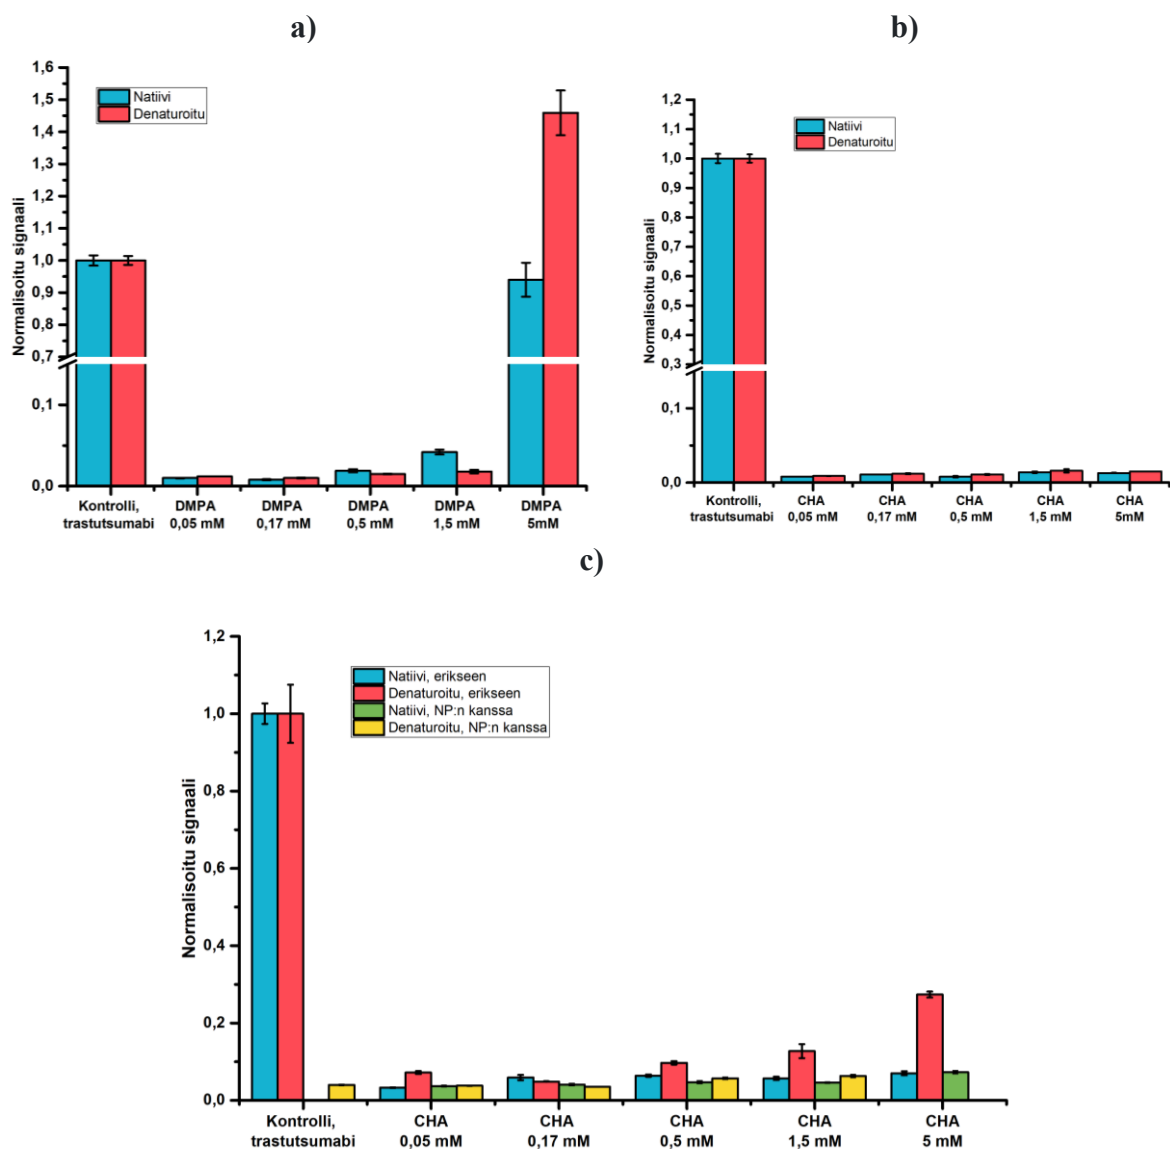 a)
Normalisoitu signaali
1,6
1,5
1,4
1,3
1,2
1,1
1,0
0,9
0,8
0,7
0,1
0,0
Natiivi
Denaturoitu
Kontrolli, trastutsumabi
DMPA 0,05 mM
DMPA 0,17 mM
DMPA 0,5 mM
DMPA 1,5 mM
DMPA 5mM
b)
Normalisoitu signaali
1,2
1,1
1,0
0,9
0,8
0,7
0,6
0,5
0,4
0,3
0,1
0,0
Natiivi
Denaturoitu
Kontrolli, trastutsumabi
CHA 0,05 mM
CHA 0,17 mM
CHA 0,5 mM
CHA 1,5 mM
CHA 5mM
c)
Normalisoitu signaali
1,2
1,0
0,8
0,6
0,4
0,2
0,0
Natiivi, erikseen
Denaturoitu, erikseen
Natiivi, NP:n kanssa
Denaturoitu, NP:n kanssa
Kontrolli, trastutsumabi
CHA 0,05 mM
CHA 0,17 mM
CHA 0,5 mM
CHA 1,5 mM
CHA 5 mM